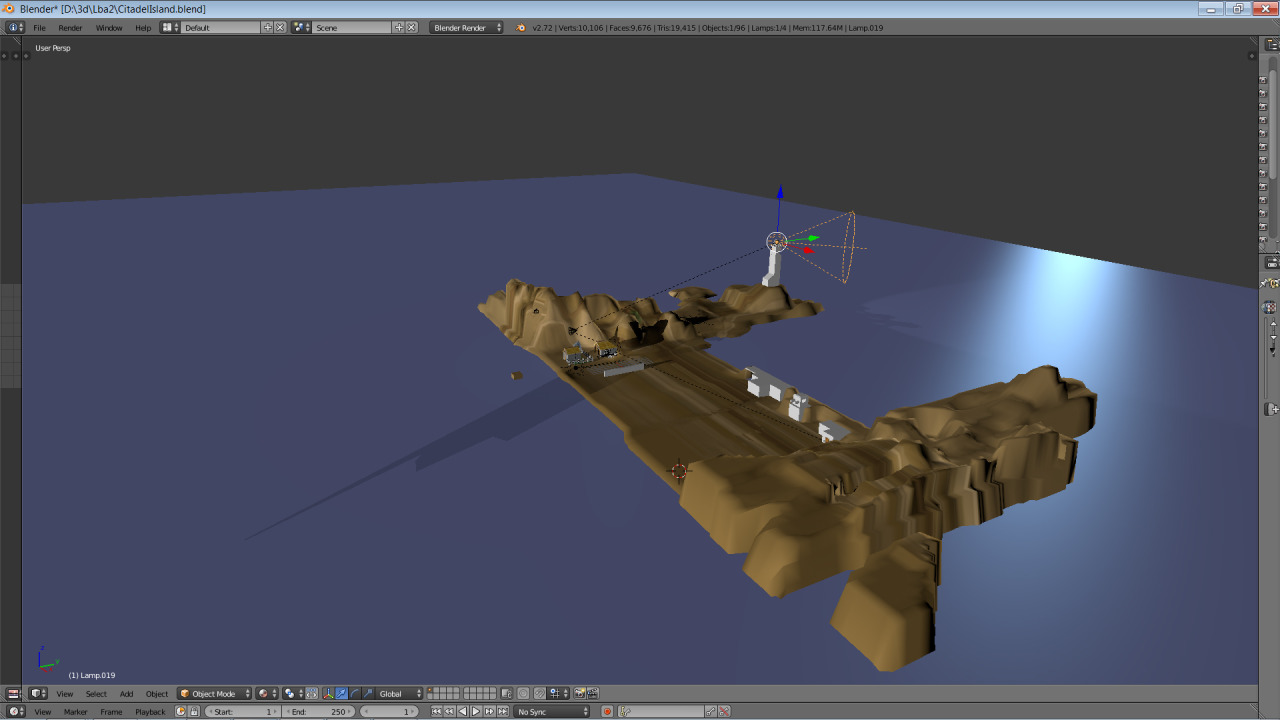 Blender* [D:\3d\Lba2\CitadelIsland.blend]
File Render Window Help Default Scene Blender Render v2.72 | Verts:10,106 | Faces:9,676 | Tris:19,415 | Objects:1/96 | Lamps:1/4 | Mem:117.64M | Lamp.019
User Persp
z
y
(1) Lamp.019
View Select Add Object Object Mode Global
View Marker Frame Playback Start: 1 End: 250 1 No Sync